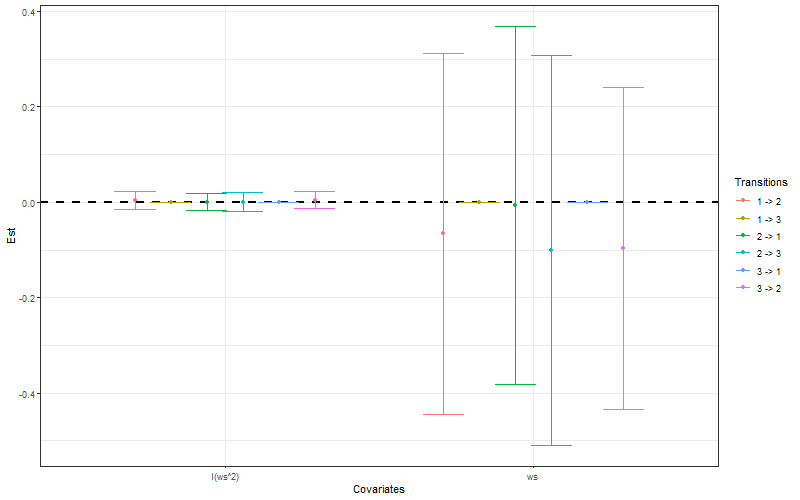 0.4
0.2
0.0
-0.2
-0.4
Est
I(ws^2)
ws
Covariates
Transitions
1 -> 2
1 -> 3
2 -> 1
2 -> 3
3 -> 1
3 -> 2